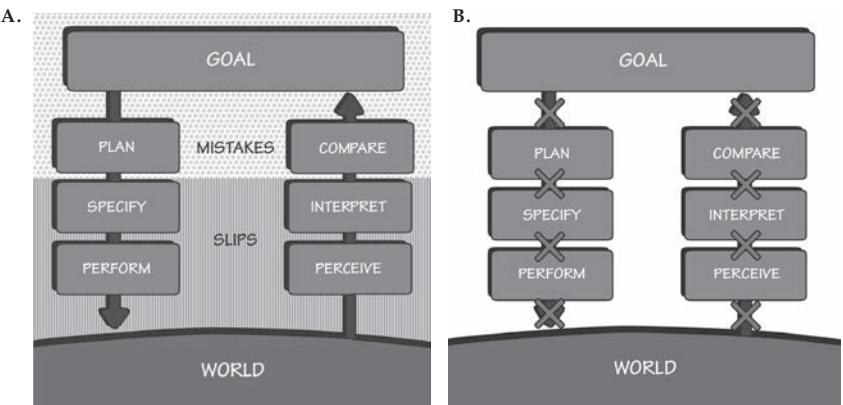 A.
GOAL
PLAN
MISTAKES
COMPARE
SPECIFY
INTERPRET
SLIPS
PERFORM
PERCEIVE
WORLD
B.
GOAL
PLAN
COMPARE
SPECIFY
INTERPRET
PERFORM
PERCEIVE
WORLD